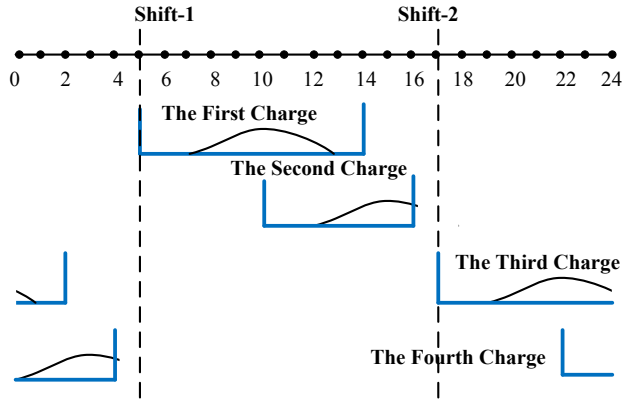 Shift-1 Shift-2
0 2 4 6 8 10 12 14 16 18 20 22 24
The First Charge
The Second Charge
The Third Charge
The Fourth Charge